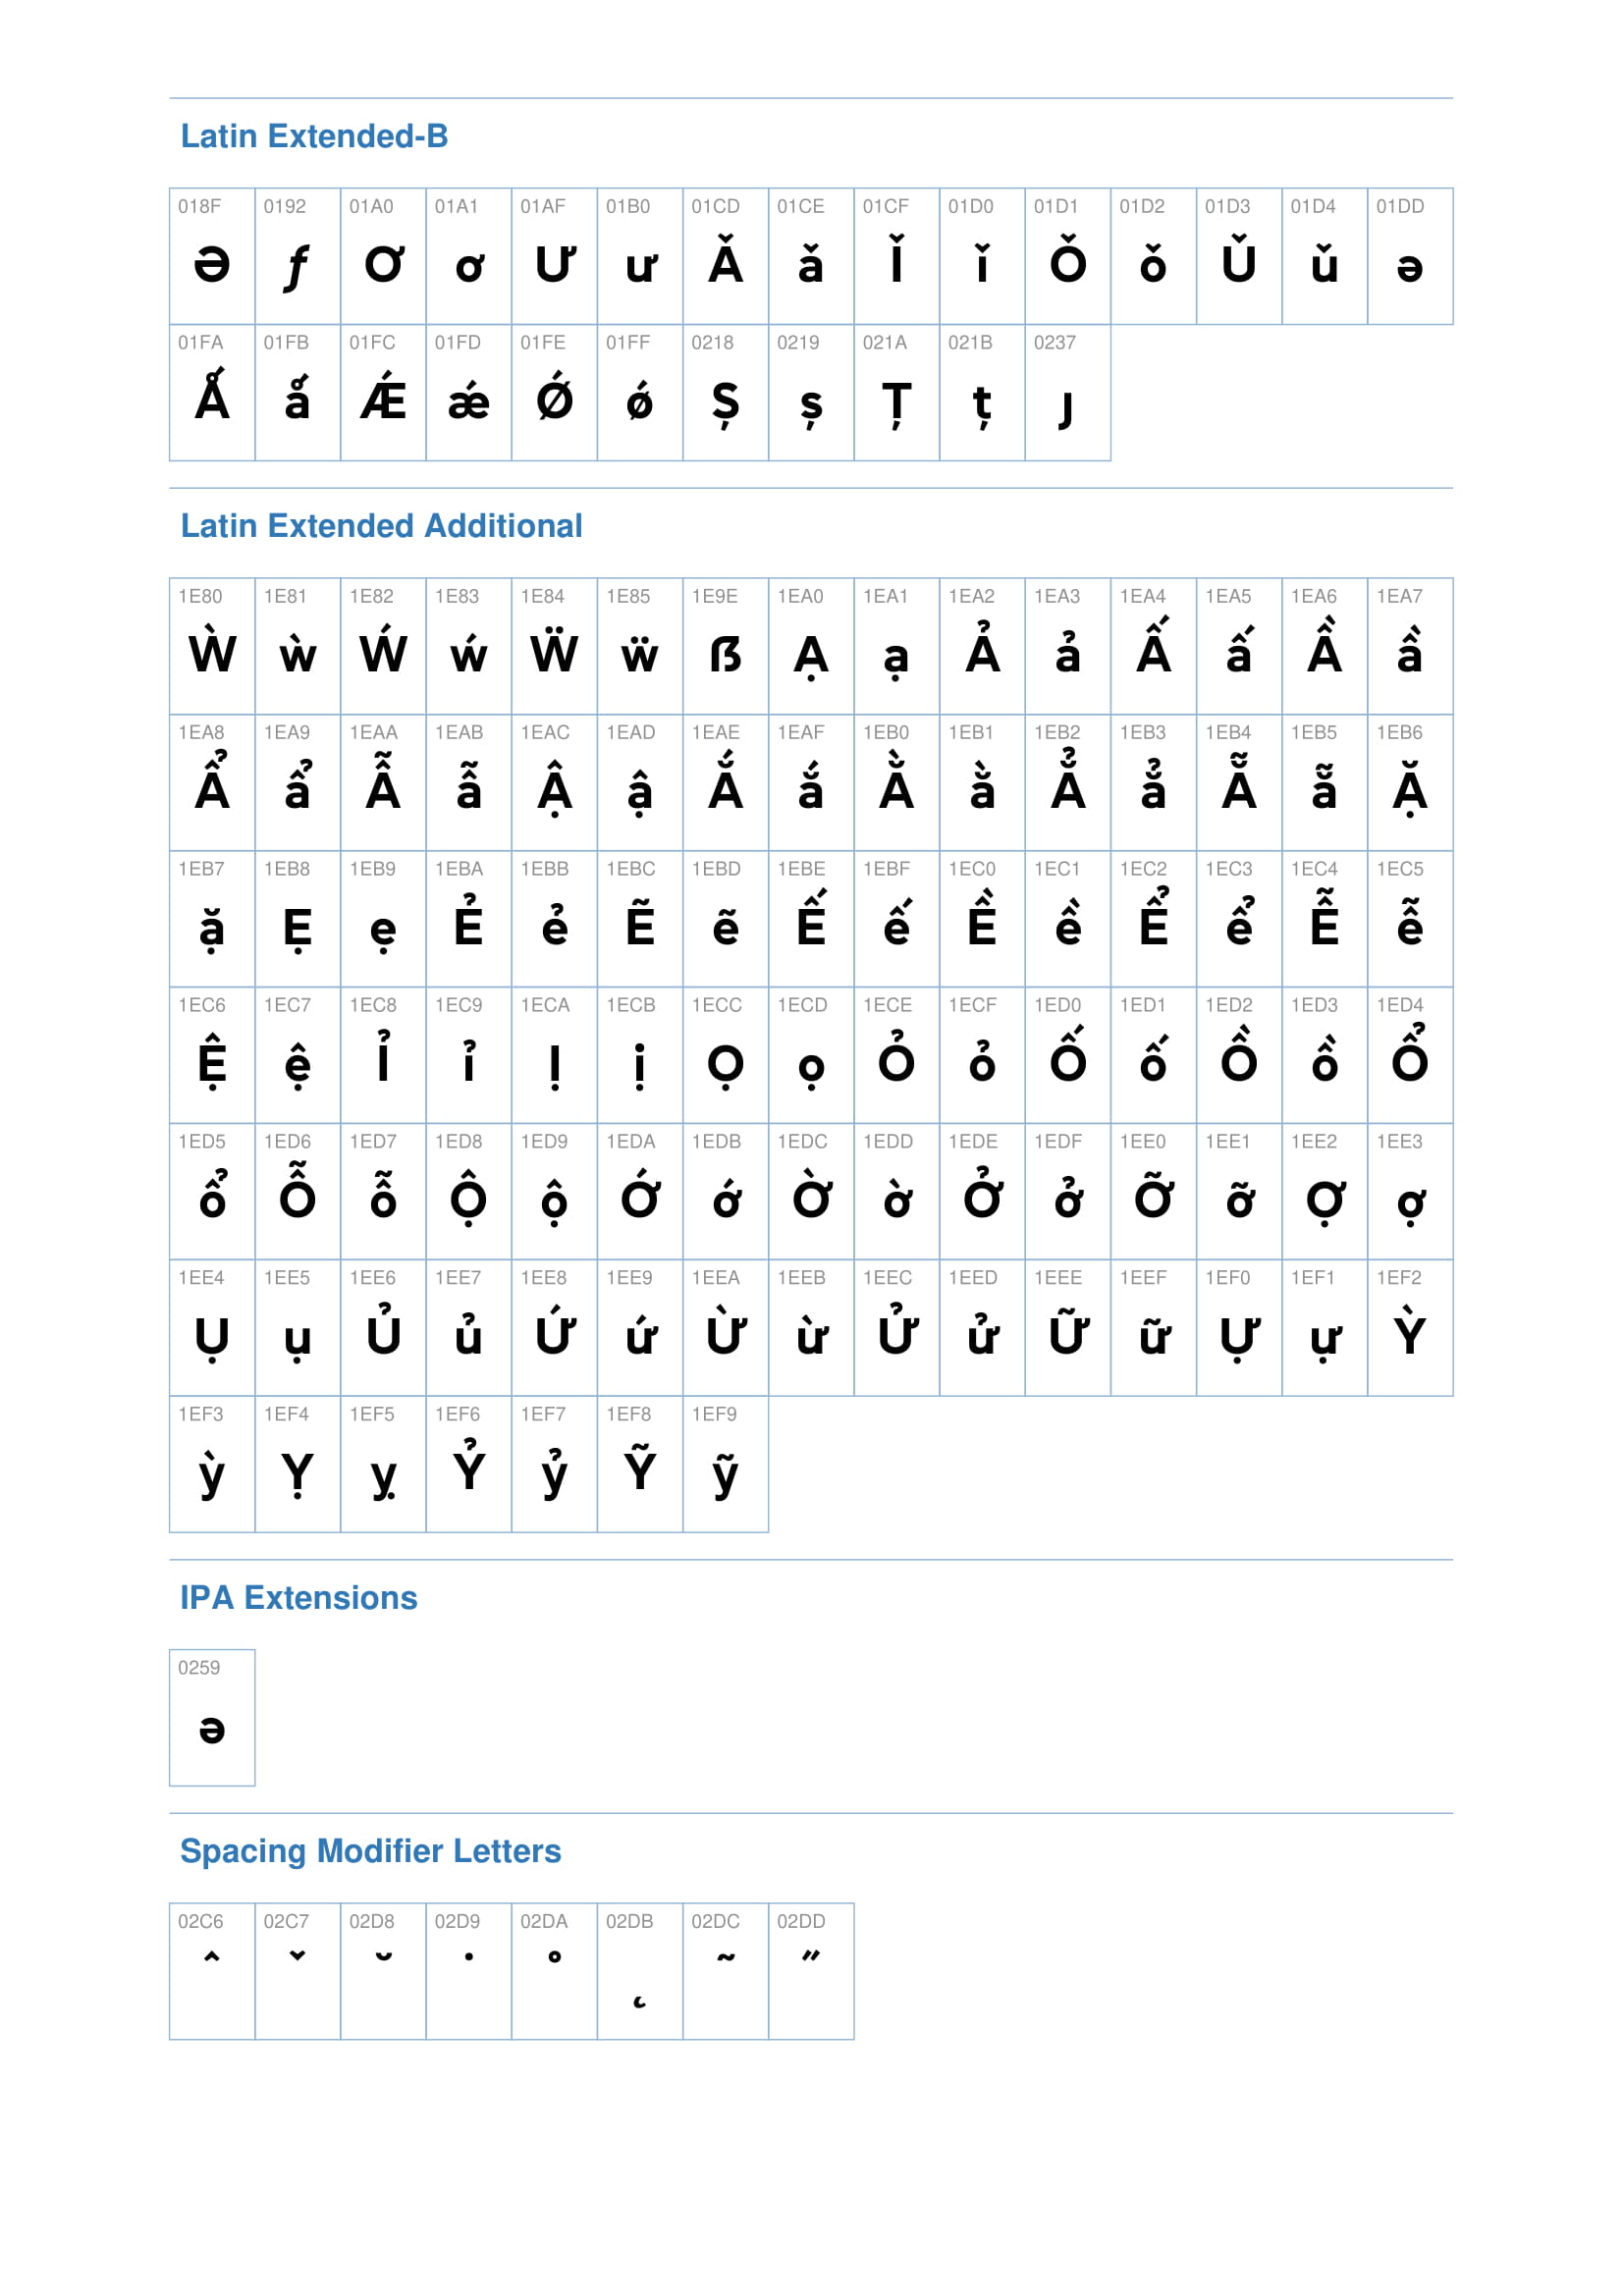 Latin Extended-B
018F 0192 01A0 01A1 01AF 01B0 01CD 01CE 01CF 01D0 01D1 01D2 01D3 01D4 01DD
Ə ƒ Ơ ơ Ư ư Ǎ ǎ Ǐ ǐ Ǒ ǒ Ǔ ǔ ǝ
01FA 01FB 01FC 01FD 01FE 01FF 0218 0219 021A 021B 0237
Ǻ ǻ Ǽ ǽ Ǿ ǿ Ș ș Ț ț ȷ
Latin Extended Additional
1E80 1E81 1E82 1E83 1E84 1E85 1E9E 1EA0 1EA1 1EA2 1EA3 1EA4 1EA5 1EA6 1EA7
Ẁ ẁ Ẃ ẃ Ẅ ẅ ẞ Ạ ạ Ả ả Ấ ấ Ầ ầ
1EA8 1EA9 1EAA 1EAB 1EAC 1EAD 1EAE 1EAF 1EB0 1EB1 1EB2 1EB3 1EB4 1EB5 1EB6
Ẩ ẩ Ẫ ẫ Ậ ậ Ắ ắ Ằ ằ Ẳ ẳ Ẵ ẵ Ặ
1EB7 1EB8 1EB9 1EBA 1EBB 1EBC 1EBD 1EBE 1EBF 1EC0 1EC1 1EC2 1EC3 1EC4 1EC5
ặ Ẹ ẹ Ẻ ẻ Ẽ ẽ Ế ế Ề ề Ể ể Ễ ễ
1EC6 1EC7 1EC8 1EC9 1ECA 1ECB 1ECC 1ECD 1ECE 1ECF 1ED0 1ED1 1ED2 1ED3 1ED4
Ệ ệ Ỉ ỉ Ị ị Ọ ọ Ỏ ỏ Ố ố Ồ ồ Ổ
1ED5 1ED6 1ED7 1ED8 1ED9 1EDA 1EDB 1EDC 1EDD 1EDE 1EDF 1EE0 1EE1 1EE2 1EE3
ổ Ỗ ỗ Ộ ộ Ớ ớ Ờ ờ Ở ở Ỡ ỡ Ợ ợ
1EE4 1EE5 1EE6 1EE7 1EE8 1EE9 1EEA 1EEB 1EEC 1EED 1EEE 1EEF 1EF0 1EF1 1EF2
Ụ ụ Ủ ủ Ứ ứ Ừ ừ Ử ử Ữ ữ Ự ự Ỳ
1EF3 1EF4 1EF5 1EF6 1EF7 1EF8 1EF9
ỳ Ỵ ỵ Ỷ ỷ Ỹ ỹ
IPA Extensions
0259
ə
Spacing Modifier Letters
02C6 02C7 02D8 02D9 02DA 02DB 02DC 02DD
ˆ ˇ ˘ ˙ ˚ ˛ ˜ ˝